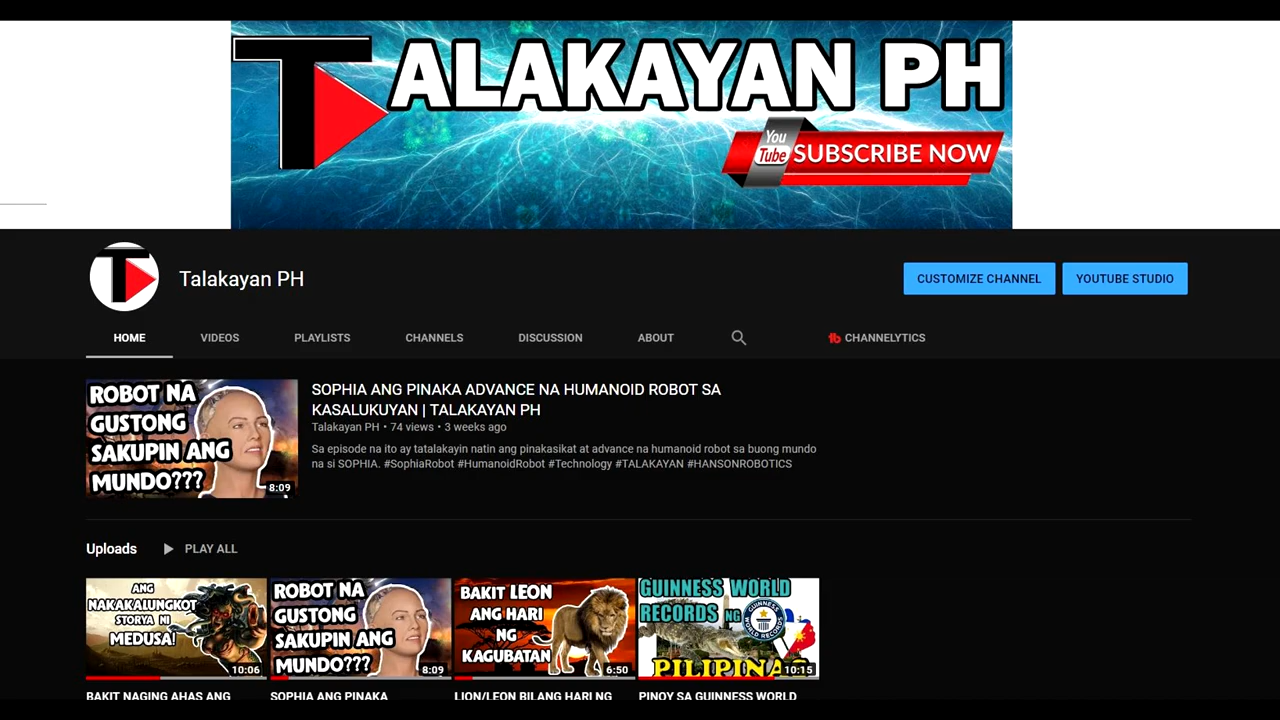 TALAKAYAN PH
You
Tube
SUBSCRIBE NOW
T
Talakayan PH
CUSTOMIZE CHANNEL
YOUTUBE STUDIO
HOME
VIDEOS
PLAYLISTS
CHANNELS
DISCUSSION
ABOUT
tb CHANNELYTICS
ROBOT NA
GUSTONG
SAKUPIN ANG
MUNDO???
8:09
SOPHIA ANG PINAKA ADVANCE NA HUMANOID ROBOT SA
KASALUKUYAN | TALAKAYAN PH
Talakayan PH • 74 views • 3 weeks ago
Sa episode na ito ay tatalakayin natin ang pinakasikat at advance na humanoid robot sa buong mundo
na si SOPHIA. #SophiaRobot #HumanoidRobot #Technology #TALAKAYAN #HANSONROBOTICS
Uploads
PLAY ALL
ANG
NAKAKALUNGKOT
STORYA NI
MEDUSA!
10:06
BAKIT NAGING AHAS ANG
ROBOT NA
GUSTONG
SAKUPIN ANG
MUNDO???
8:09
SOPHIA ANG PINAKA
BAKIT LEON
ANG HARI
NG
KAGUBATAN
6:50
LION/LEON BILANG HARI NG
GUINNESS WORLD
RECORDS NG
GUINNESS
WORLD RECORDS
PILIPINAS
10:15
PINOY SA GUINNESS WORLD